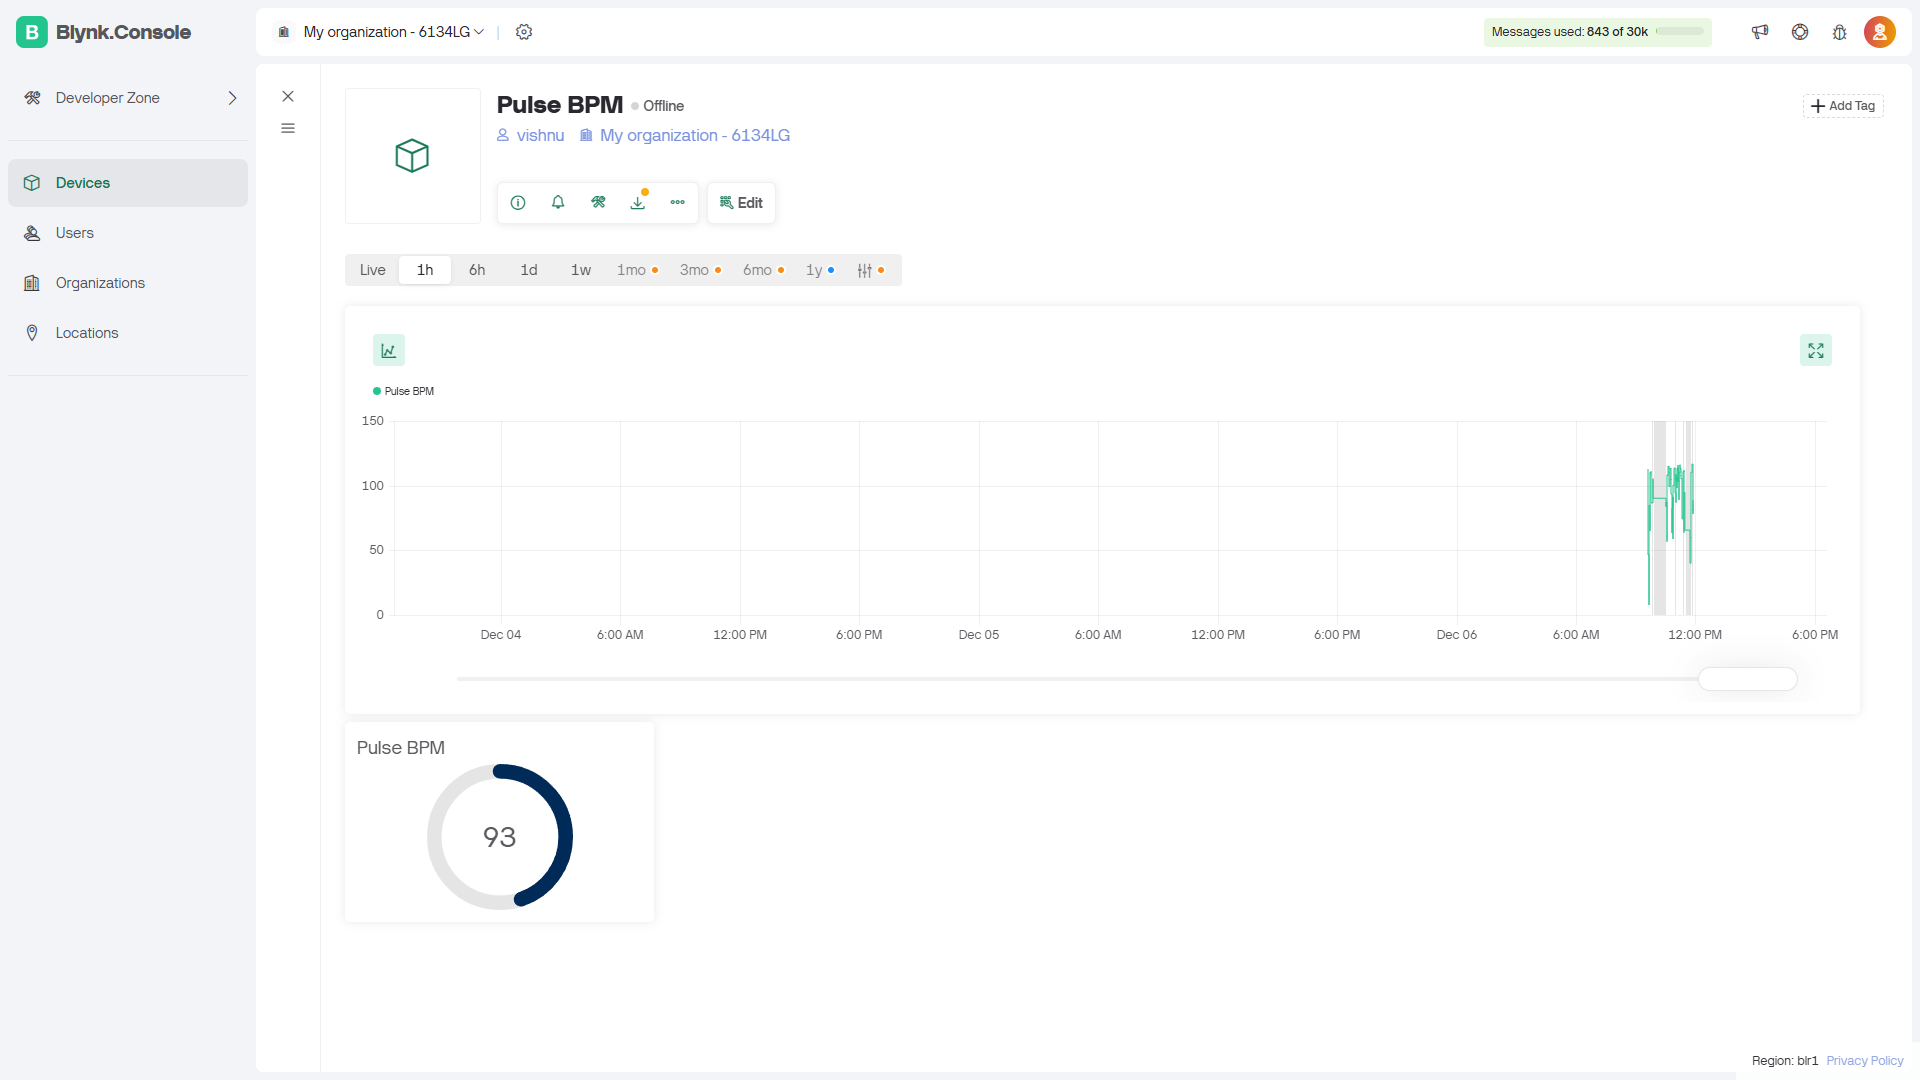 B Blynk.Console
My organization - 6134LG
Messages used: 843 of 30k
Developer Zone
Devices
Users
Organizations
Locations
Pulse BPM Offline
vishnu My organization - 6134LG
Add Tag
Edit
Live 1h 6h 1d 1w 1mo 3mo 6mo 1y
Pulse BPM
150
100
50
0
Dec 04 6:00 AM 12:00 PM 6:00 PM Dec 05 6:00 AM 12:00 PM 6:00 PM Dec 06 6:00 AM 12:00 PM 6:00 PM
Pulse BPM
93
Region: blr1 Privacy Policy